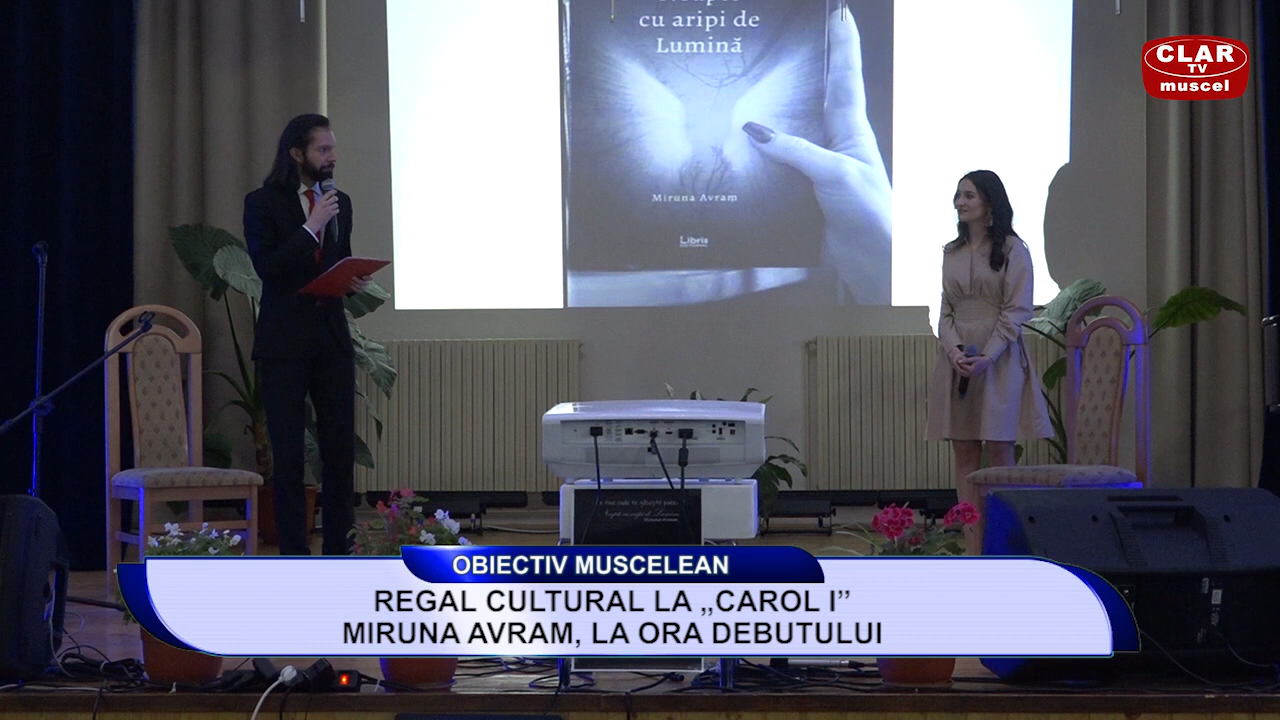 cu aripi de
Lumină
Miruna Avram
Libris
CLAR
TV
muscel
OBIECTIV MUSCELEAN
REGAL CULTURAL LA „CAROL I”
MIRUNA AVRAM, LA ORA DEBUTULUI